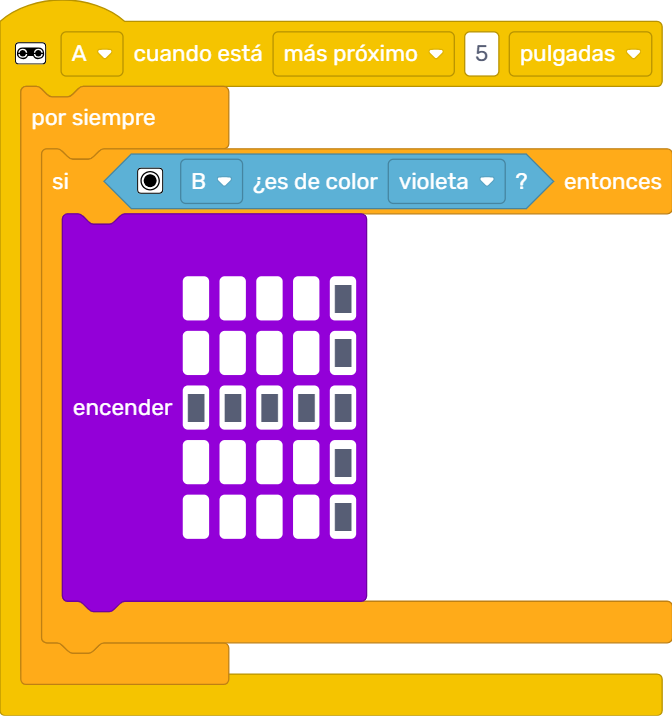 A cuando está más próximo 5 pulgadas
por siempre
si B ¿es de color violeta ? entonces
encender